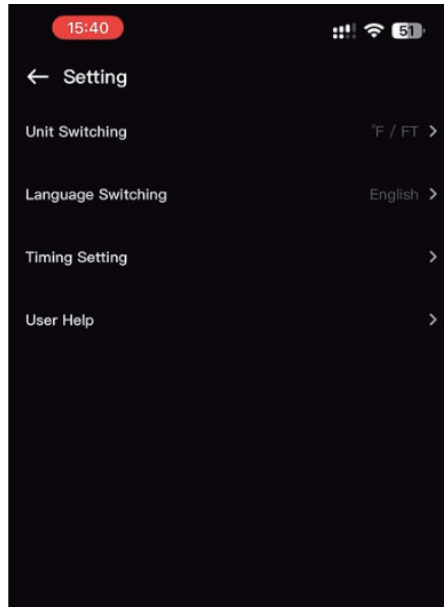 15:40
51
← Setting
Unit Switching °F / FT >
Language Switching English >
Timing Setting >
User Help >